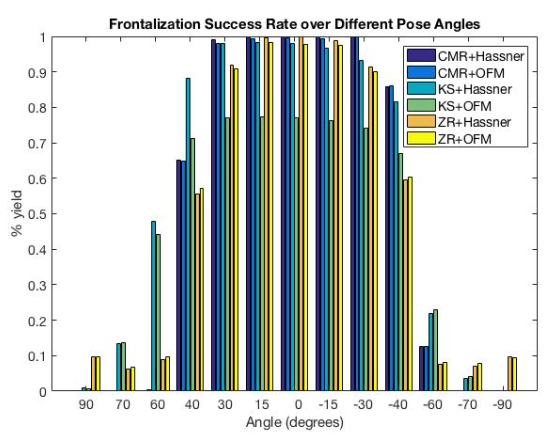 Frontalization Success Rate over Different Pose Angles
1
0.9
0.8
0.7
0.6
0.5
0.4
0.3
0.2
0.1
0
% yield
CMR+Hassner
CMR+OFM
KS+Hassner
KS+OFM
ZR+Hassner
ZR+OFM
90 70 60 40 30 15 0 -15 -30 -40 -60 -70 -90
Angle (degrees)